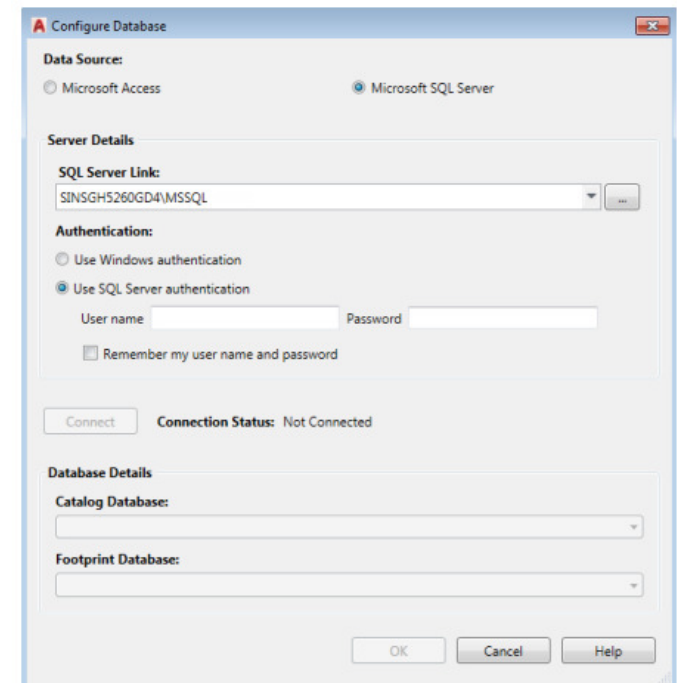 Configure Database
Data Source:
Microsoft Access Microsoft SQL Server
Server Details
SQL Server Link:
SINSGH5260GD4\MSSQL ...
Authentication:
Use Windows authentication
Use SQL Server authentication
User name Password
Remember my user name and password
Connect Connection Status: Not Connected
Database Details
Catalog Database:
Footprint Database:
OK Cancel Help